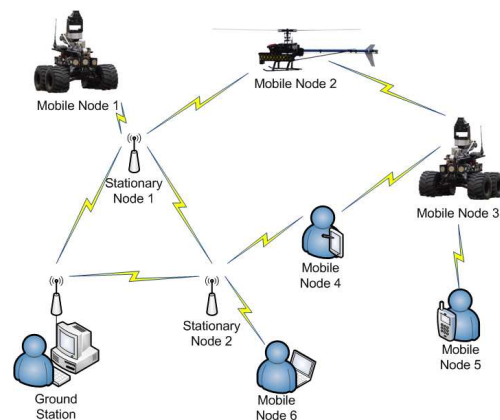 Mobile Node 1
Mobile Node 2
Stationary
Node 1
Mobile Node 3
Mobile
Node 4
Stationary
Node 2
Mobile
Node 5
Ground
Station
Mobile
Node 6